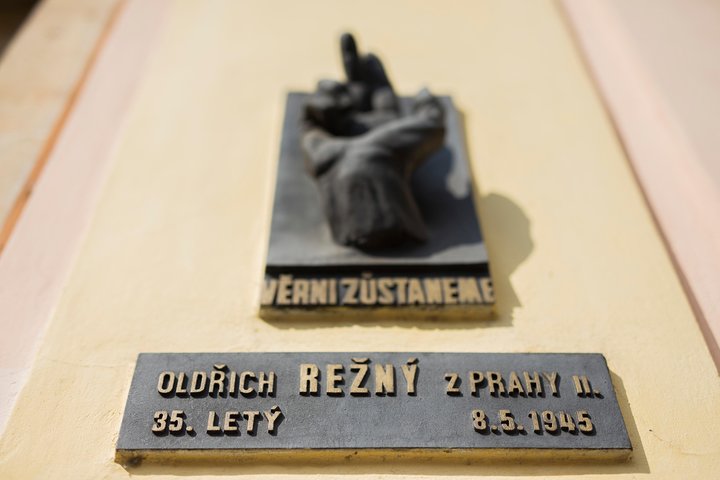 VĚRNI ZŮSTANEME
OLDŘICH REŽNÝ Z PRAHY II.
35. LETÝ 8.5.1945